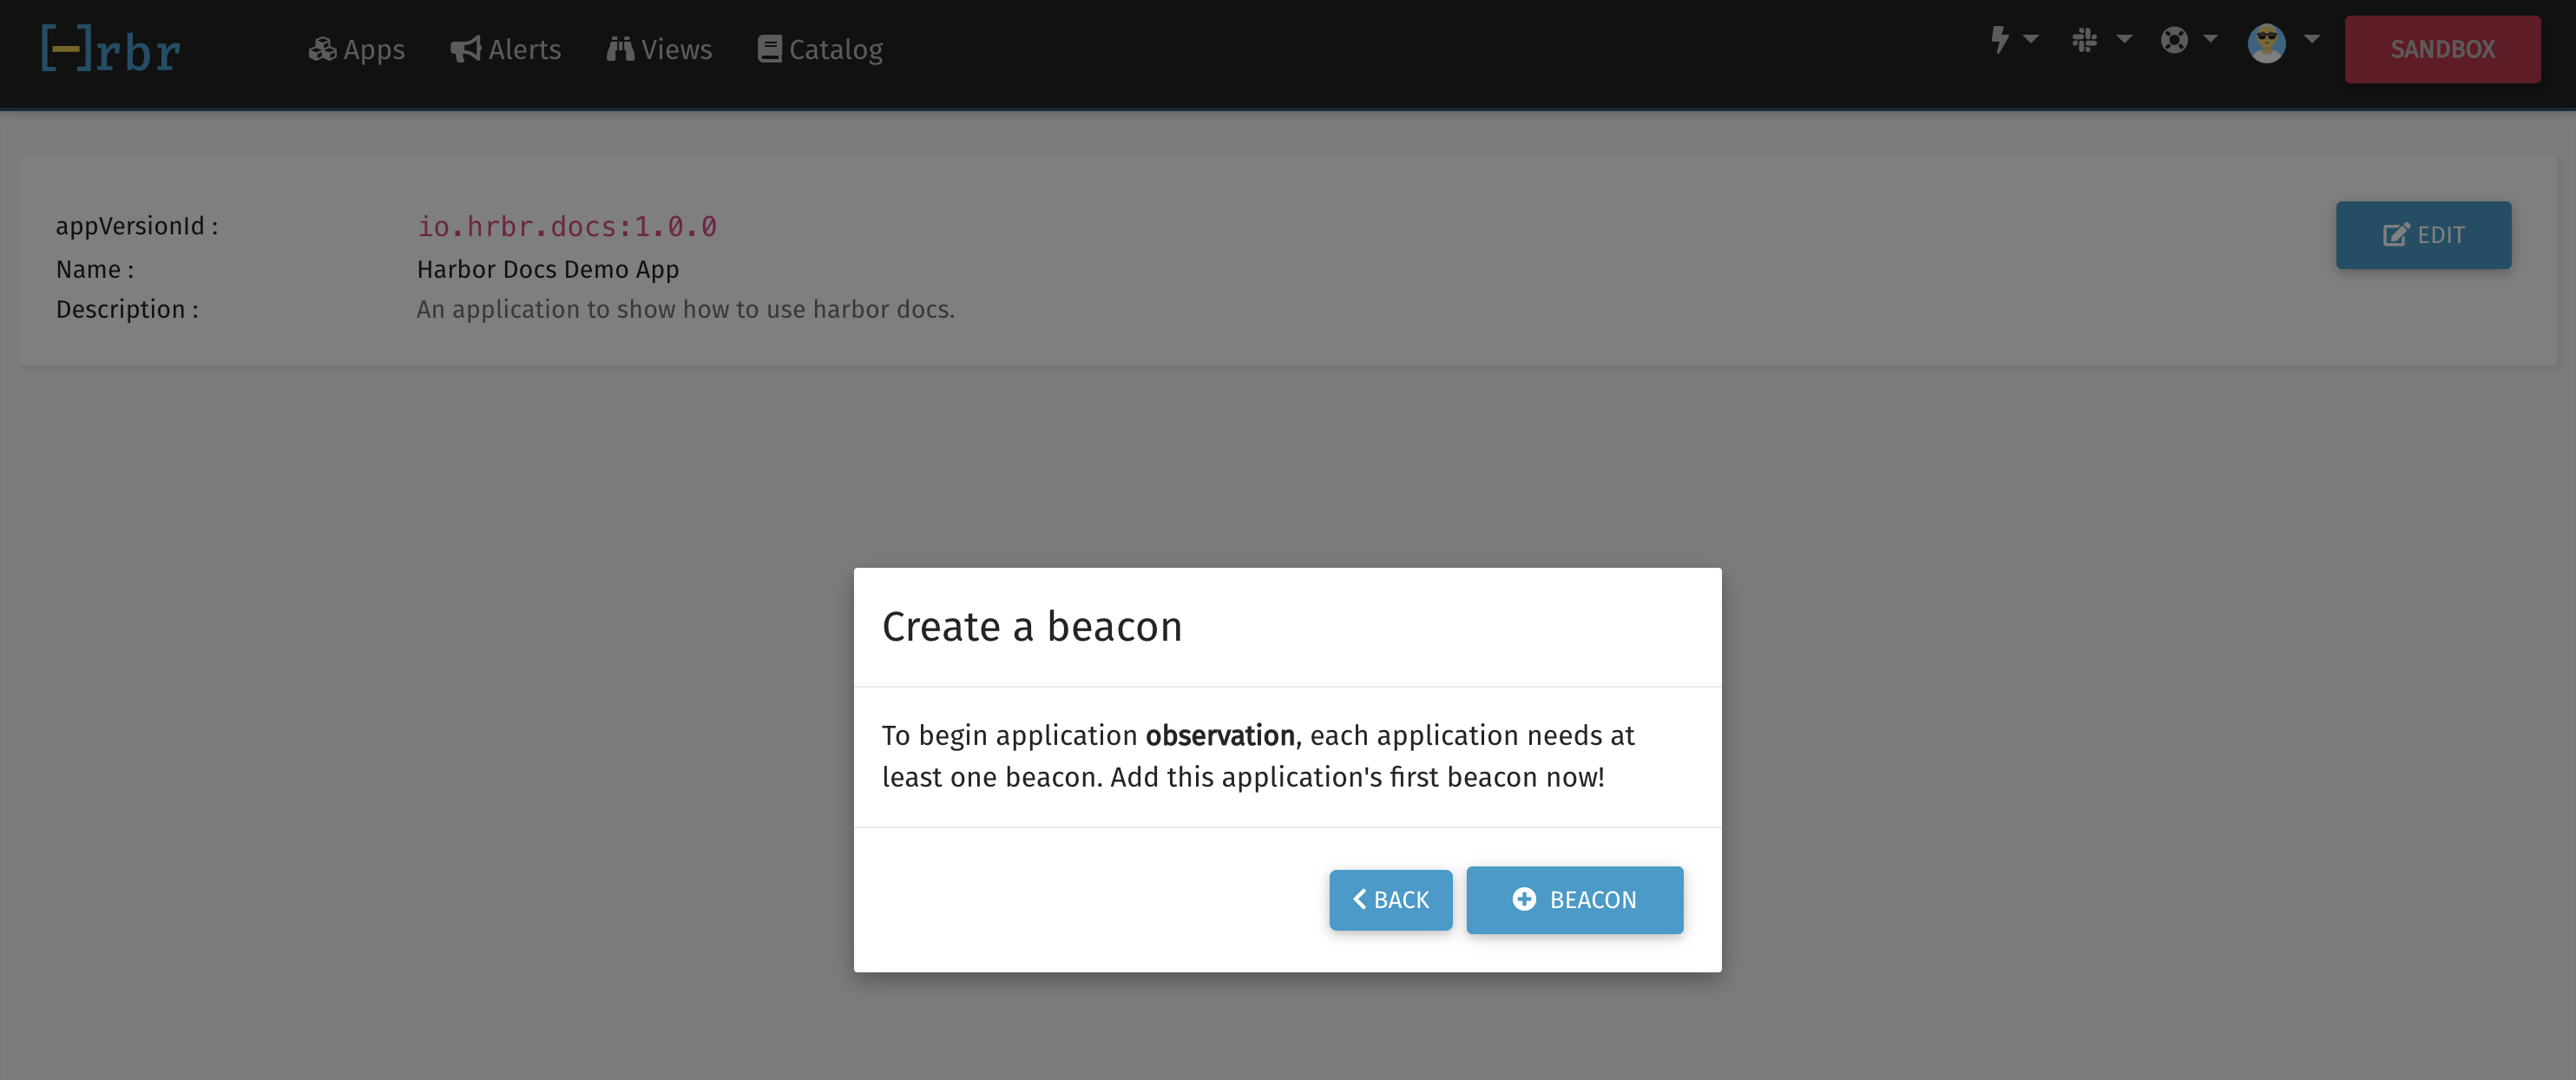 [-]rbr
Apps
Alerts
Views
Catalog
SANDBOX
appVersionId :
io.hrbr.docs:1.0.0
EDIT
Name :
Harbor Docs Demo App
Description :
An application to show how to use harbor docs.
Create a beacon
To begin application observation, each application needs at
least one beacon. Add this application's first beacon now!
BACK
BEACON